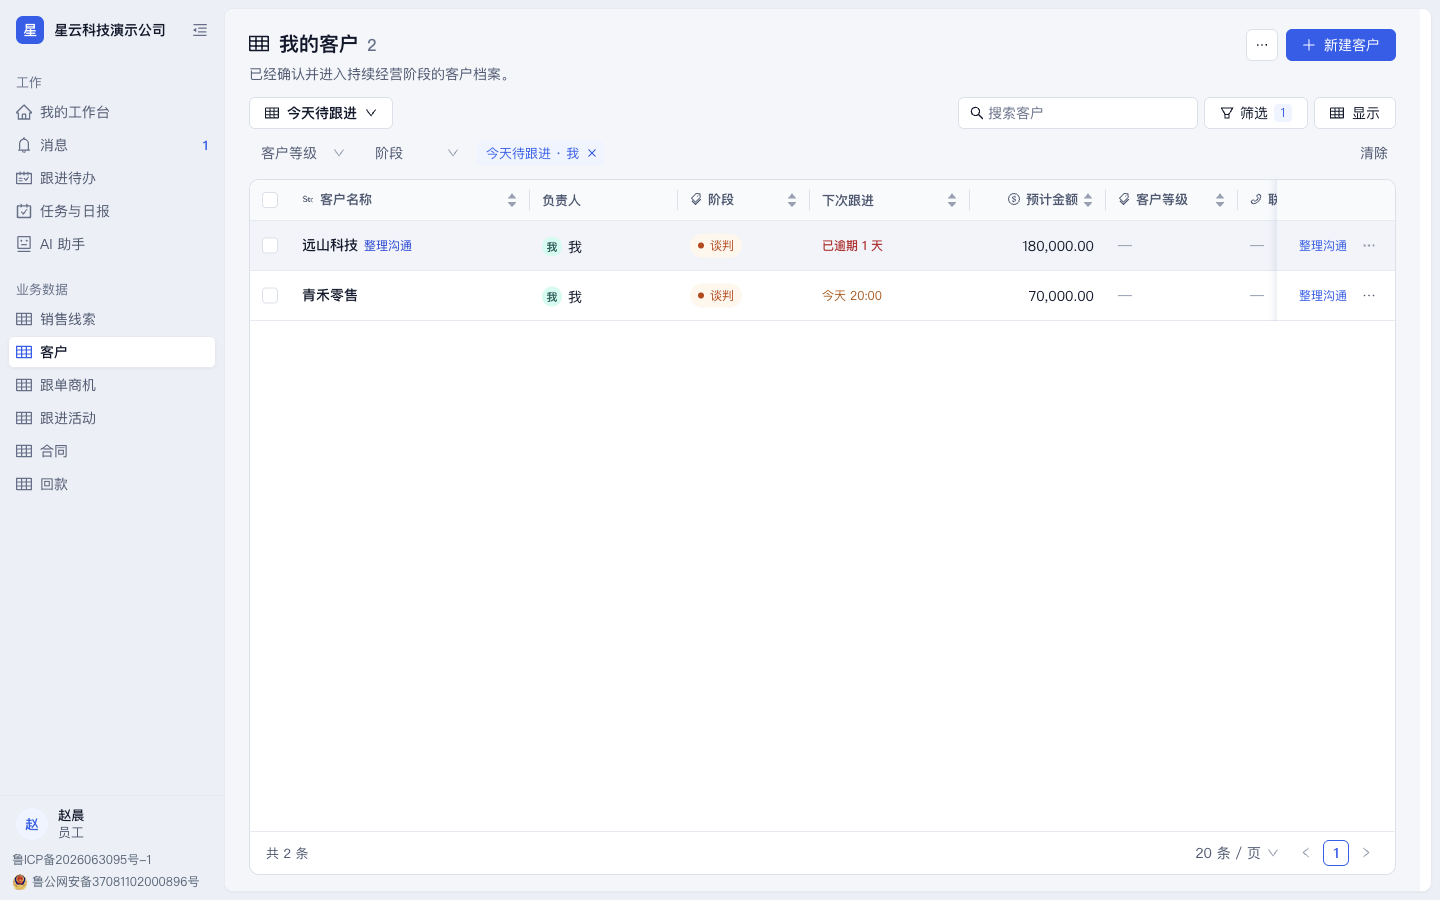 星 星云科技演示公司
工作
我的工作台
消息 1
跟进待办
任务与日报
AI 助手
业务数据
销售线索
客户
跟单商机
跟进活动
合同
回款
赵
赵晨
员工
鲁ICP备2026063095号-1
鲁公网安备37081102000896号
我的客户 2
··· 新建客户
已经确认并进入持续经营阶段的客户档案。
今天待跟进 搜索客户 筛选 1 显示
客户等级 阶段 今天待跟进 · 我 清除
Str 客户名称 负责人 阶段 下次跟进 预计金额 客户等级
远山科技 整理沟通 我 我 谈判 已逾期 1 天 180,000.00 — — 整理沟通 ···
青禾零售 我 我 谈判 今天 20:00 70,000.00 — — 整理沟通 ···
共 2 条 20 条 / 页 < 1 >